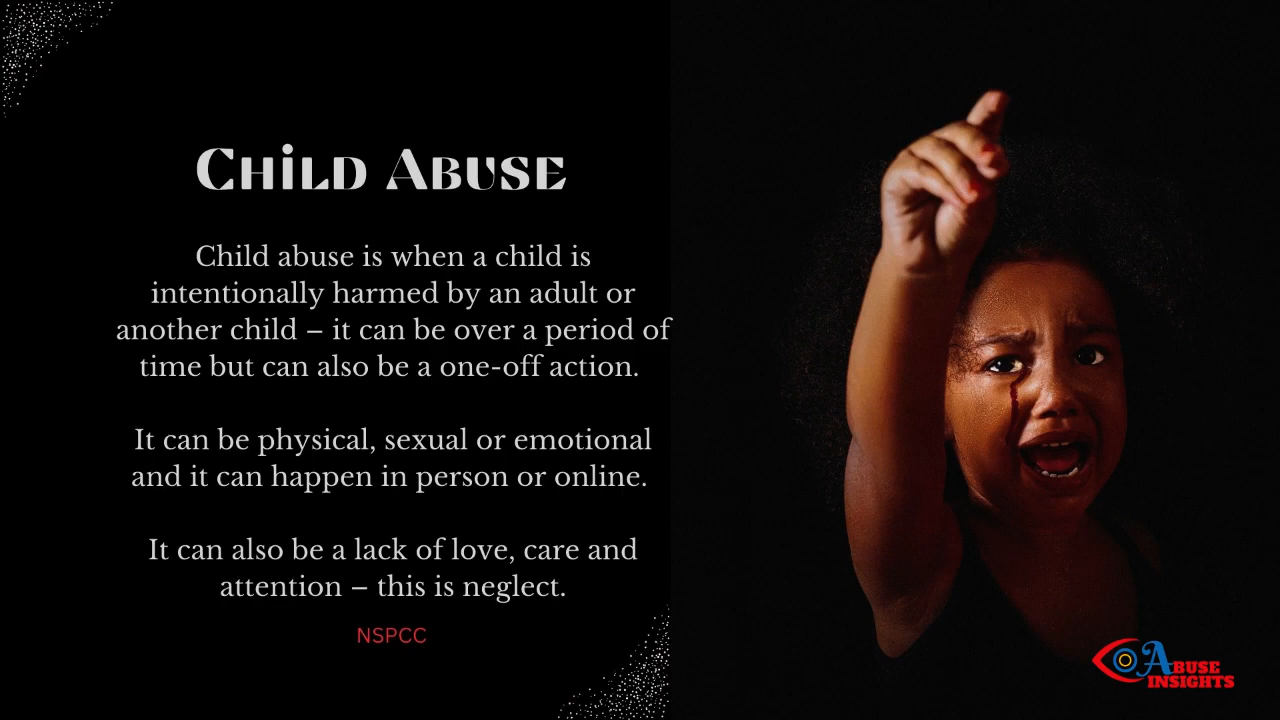 Child Abuse
Child abuse is when a child is
intentionally harmed by an adult or
another child – it can be over a period of
time but can also be a one-off action.
It can be physical, sexual or emotional
and it can happen in person or online.
It can also be a lack of love, care and
attention – this is neglect.
NSPCC
Abuse
Insights